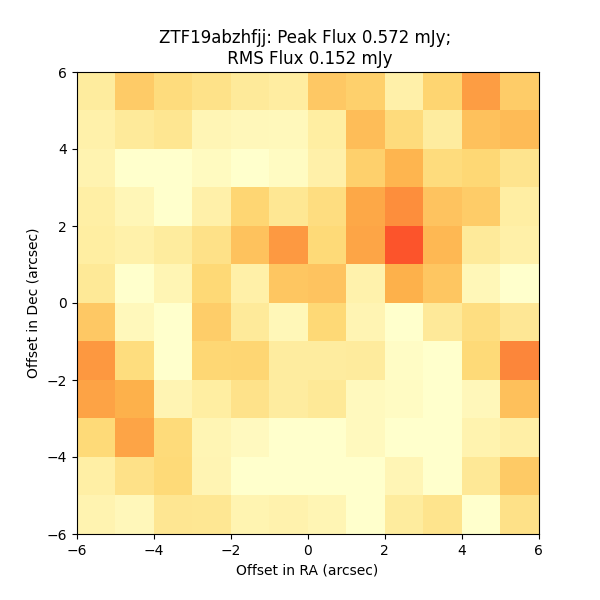 ZTF19abzhfjj: Peak Flux 0.572 mJy;
RMS Flux 0.152 mJy
6
4
2
0
−2
−4
−6
Offset in Dec (arcsec)
−6 −4 −2 0 2 4 6
Offset in RA (arcsec)